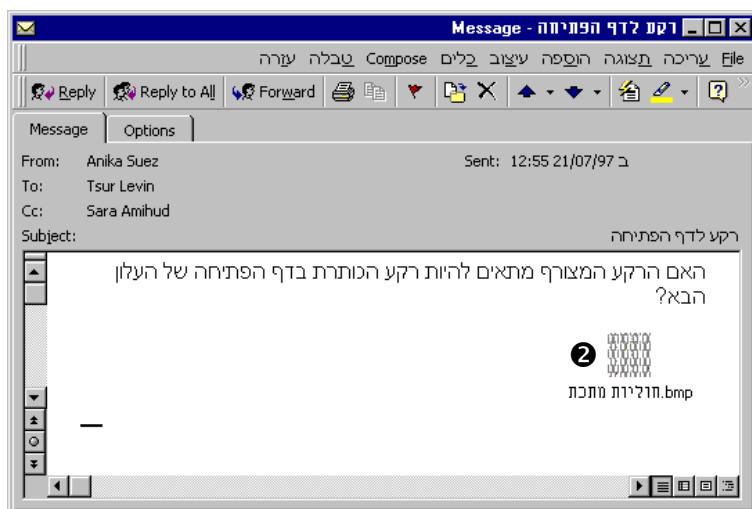 רקע לדף הפתיחה - Message
File עריכה תצוגה הוספה עיצוב כלים Compose טבלה עזרה
Reply Reply to All Forward
Message Options
From: Anika Suez Sent: ב 21/07/97 12:55
To: Tsur Levin
Cc: Sara Amihud
Subject: רקע לדף הפתיחה
האם הרקע המצורף מתאים להיות רקע הכותרת בדף הפתיחה של העלון
הבא?
2
חוליות מתכת.bmp